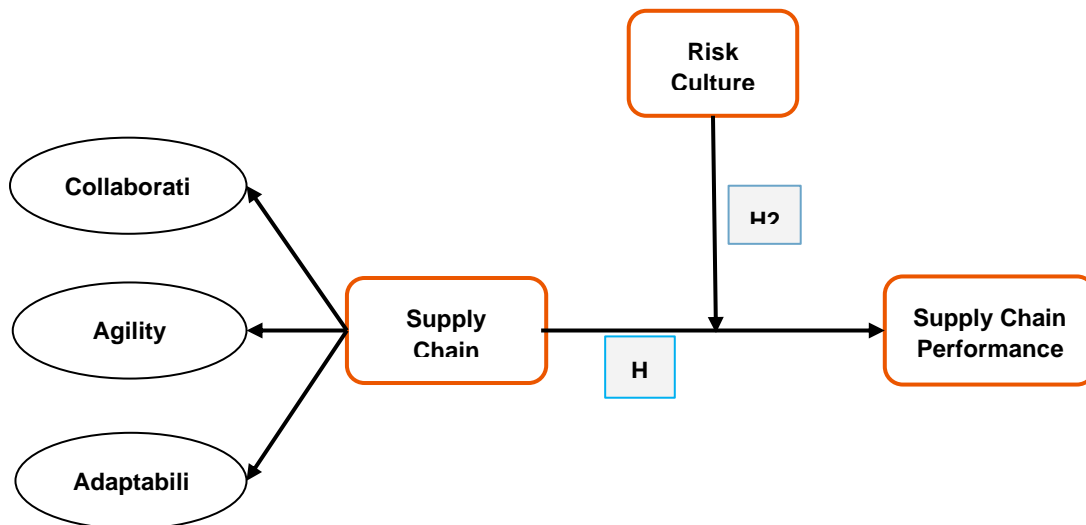 Risk
Culture
Collaborati
H2
Agility
Supply
Chain
Supply Chain
Performance
H
Adaptabili